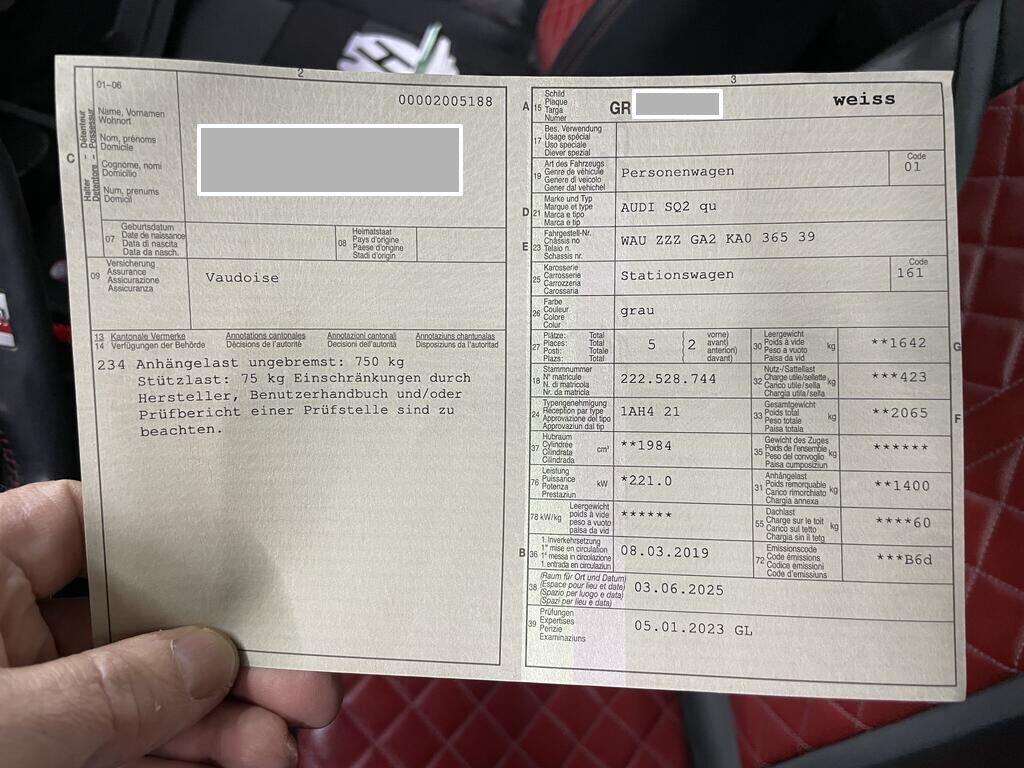 2
01-06
00002005188
C
Halter - Détenteur
Detentore - Possessur
Name, Vornamen
Wohnort
Nom, prénoms
Domicile
Cognome, nomi
Domicilio
Num, prenums
Domicil
07
Geburtsdatum
Date de naissance
Data di nascita
Data da nasch.
08
Heimatstaat
Pays d'origine
Paese d'origine
Stadi d'origin
09
Versicherung
Assurance
Assicurazione
Assicuranza
Vaudoise
13 Kantonale Vermerke Annotations cantonales Annotazioni cantonali Annotaziuns chantunalas
14 Verfügungen der Behörde Décisions de l'autorité Decisioni dell'autorità Disposiziuns da l'autoritad
234 Anhängelast ungebremst: 750 kg
Stützlast: 75 kg Einschränkungen durch
Hersteller, Benutzerhandbuch und/oder
Prüfbericht einer Prüfstelle sind zu
beachten.
3
A 15
Schild
Plaque
Targa
Numer
GR
weiss
17
Bes. Verwendung
Usage spécial
Uso speciale
Diever spezial
19
Art des Fahrzeugs
Genre de véhicule
Genere di veicolo
Gener dal vehichel
Personenwagen
Code
01
D 21
Marke und Typ
Marque et type
Marca e tipo
Marca e tip
AUDI SQ2 qu
E 23
Fahrgestell-Nr.
Châssis no
Telaio n.
Schassis nr.
WAU ZZZ GA2 KA0 365 39
25
Karosserie
Carrosserie
Carrozzeria
Carossaria
Stationswagen
Code
161
26
Farbe
Couleur
Colore
Colur
grau
27
Plätze: Total
Places: Total
Posti: Totale
Plazs: Total
5
( 2
vorne)
avant)
anteriori)
davant)
30
Leergewicht
Poids à vide
Peso a vuoto
Paisa da vid
kg
**1642
G
18
Stammnummer
N° matricule
N. di matricola
Nr. da matricla
222.528.744
32
Nutz-/Sattellast
Charge utile/sellette
Carico utile/sella
Chargia utila/sella
kg
***423
24
Typengenehmigung
Réception par type
Approvazione del tipo
Approvaziun dal tip
1AH4 21
33
Gesamtgewicht
Poids total
Peso totale
Paisa totala
kg
**2065
F
37
Hubraum
Cylindrée
Cilindrata
Cilindrada
cm³
**1984
35
Gewicht des Zuges
Poids de l'ensemble
Peso del convoglio
Paisa cumposiziun
kg
******
76
Leistung
Puissance
Potenza
Prestaziun
kW
*221.0
31
Anhängelast
Poids remorquable
Carico rimorchiato
Chargia annexa
kg
**1400
78 kW/kg
Leergewicht
poids à vide
peso a vuoto
paisa da vid
******
55
Dachlast
Charge sur le toit
Carico sul tetto
Chargia sin il tetg
kg
****60
B 36
1. Inverkehrsetzung
1re mise en circulation
1a messa in circolazione
1. entrada en circulaziun
08.03.2019
72
Emissionscode
Code émissions
Codice emissioni
Code d'emissiuns
***B6d
38
(Raum für Ort und Datum)
(Espace pour lieu et date)
(Spazio per luogo e data)
(Spazi per lieu e data)
03.06.2025
39
Prüfungen
Expertises
Perizie
Examinaziuns
05.01.2023 GL